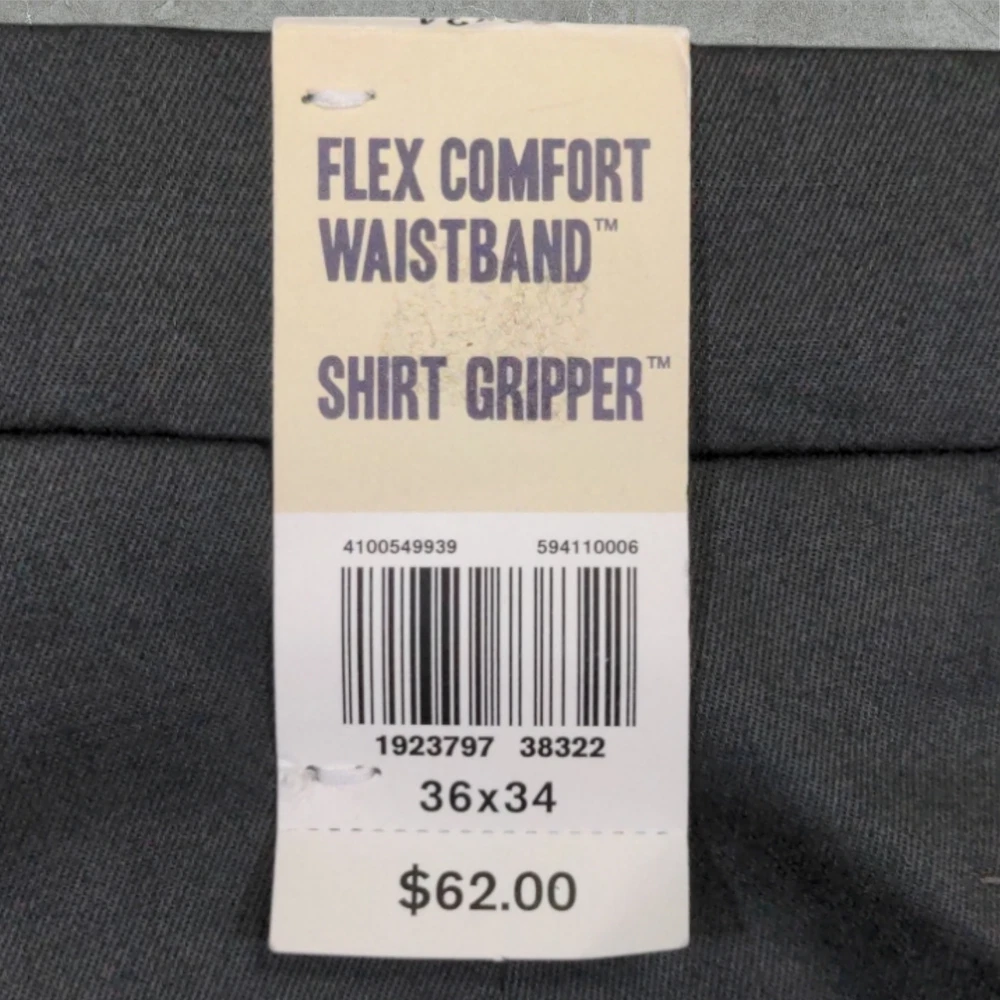 FLEX COMFORT
WAISTBAND™
SHIRT GRIPPER™
4100549939 594110006
1923797 38322
36x34
$62.00